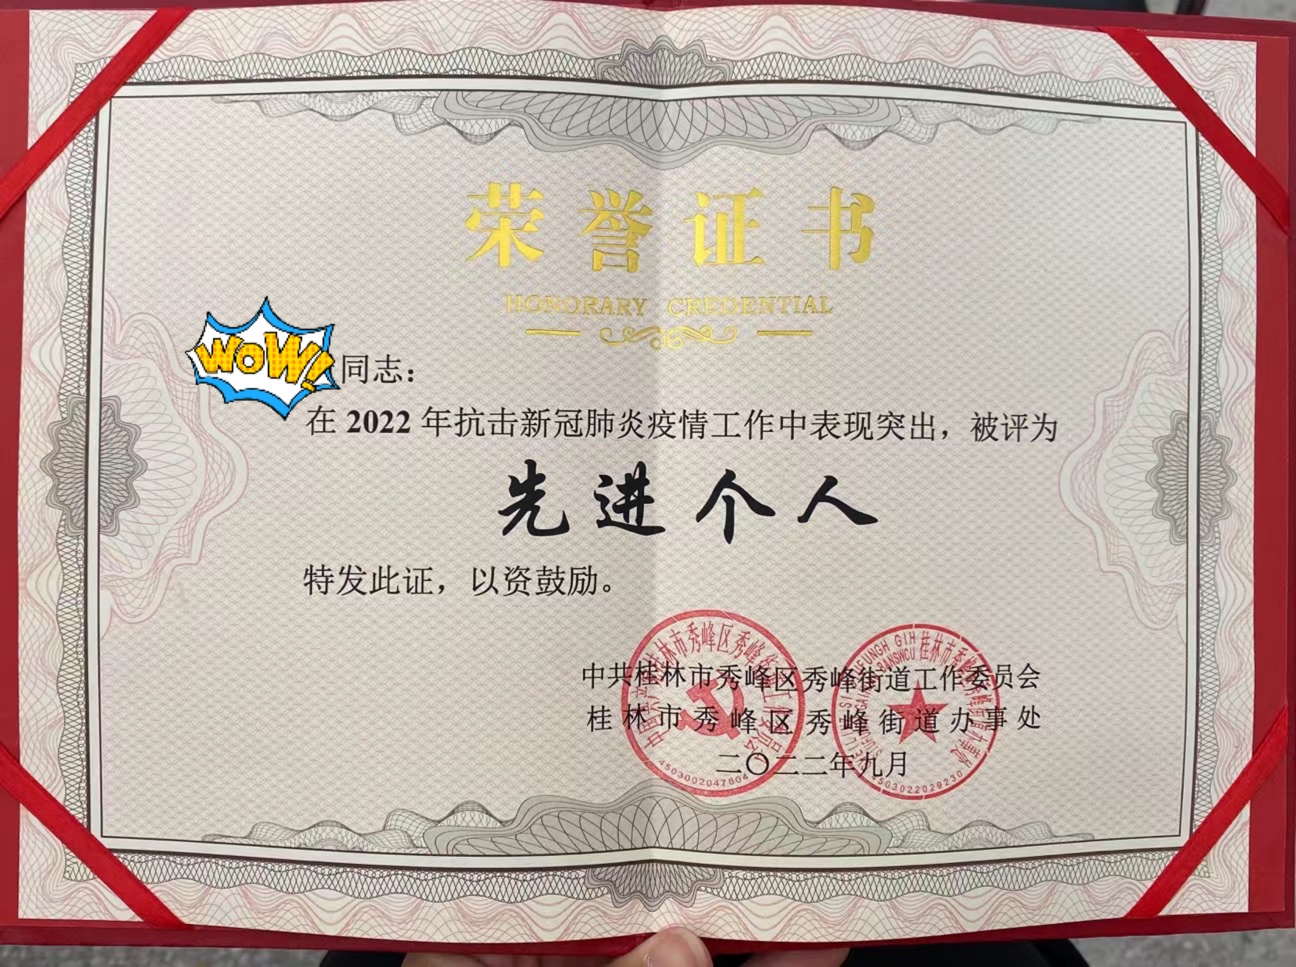 荣誉证书
HONORARY CREDENTIAL
WOW!
同志：
在 2022 年抗击新冠肺炎疫情工作中表现突出，被评为
先进个人
特发此证，以资鼓励。
中共桂林市秀峰区秀峰街道工作委员会
桂林市秀峰区秀峰街道办事处
二〇二二年九月
4503002047804
4503022029230